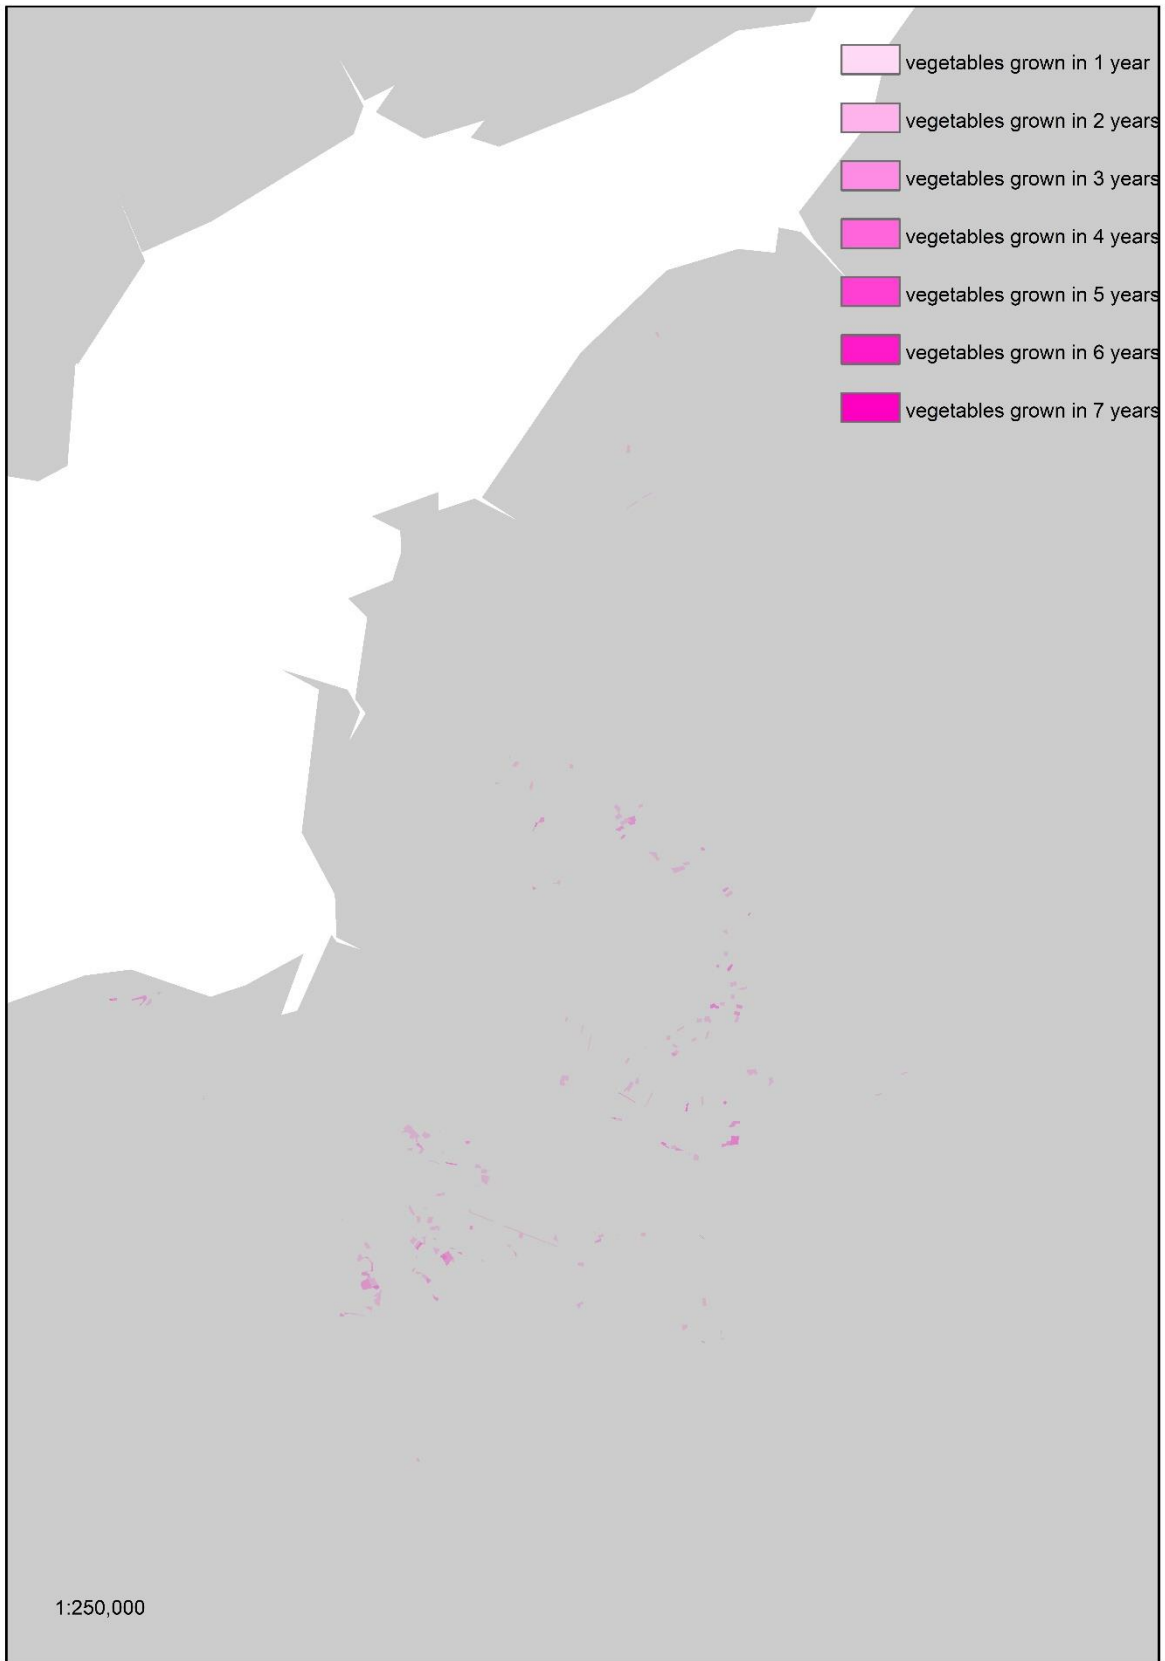 vegetables grown in 1 year
vegetables grown in 2 years
vegetables grown in 3 years
vegetables grown in 4 years
vegetables grown in 5 years
vegetables grown in 6 years
vegetables grown in 7 years
1:250,000